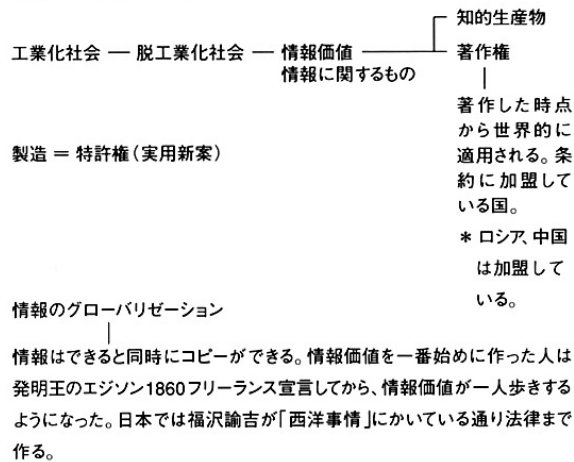 知的生産物
工業化社会 — 脱工業化社会 — 情報価値 — 著作権
情報に関するもの
著作した時点
から世界的に
適用される。条
約に加盟して
いる国。
製造 = 特許権(実用新案)
* ロシア、中国
は加盟して
いる。
情報のグローバリゼーション
情報はできると同時にコピーができる。情報価値を一番始めに作った人は
発明王のエジソン1860フリーランス宣言してから、情報価値が一人歩きする
ようになった。日本では福沢諭吉が「西洋事情」にかいている通り法律まで
作る。